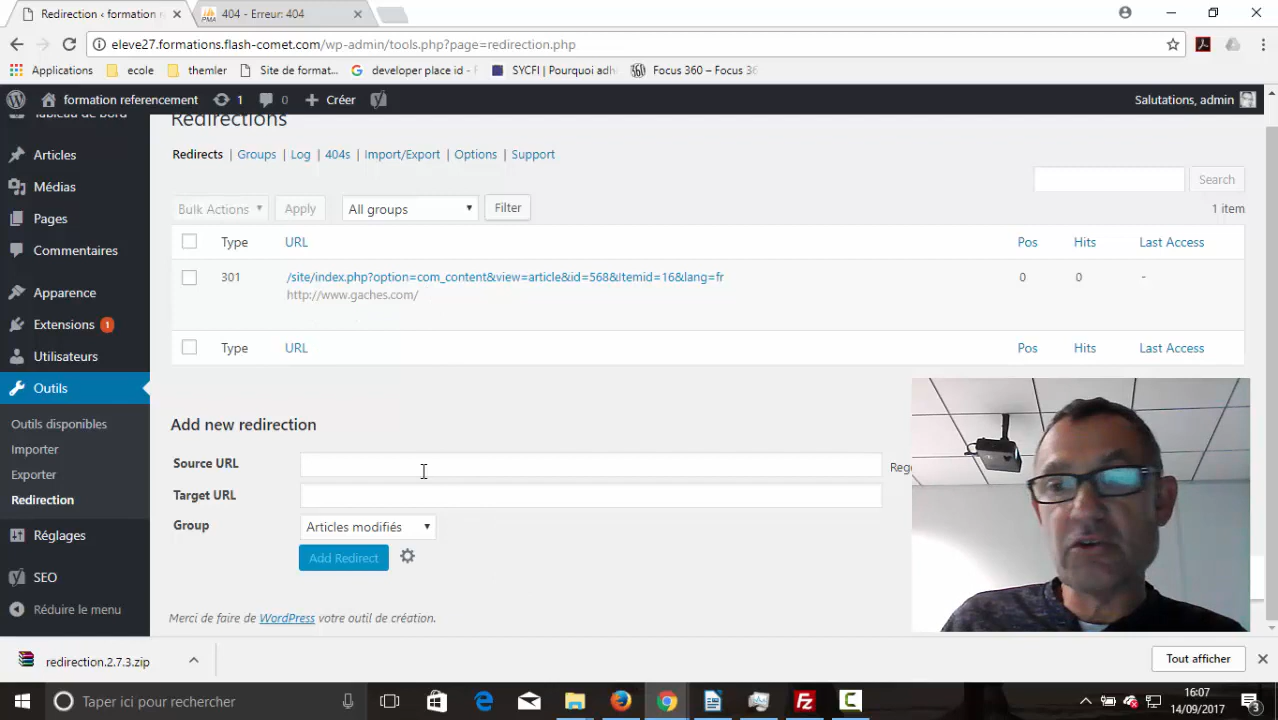 Redirection ‹ formation r
PMA 404 - Erreur: 404
eleve27.formations.flash-comet.com/wp-admin/tools.php?page=redirection.php
Applications ecole themler Site de format... developer place id - SYCFI | Pourquoi adh Focus 360 – Focus 36
formation referencement 1 0 Créer Salutations, admin
Tableau de bord
Redirections
Articles
Redirects | Groups | Log | 404s | Import/Export | Options | Support
Médias
Search
Bulk Actions Apply All groups Filter 1 item
Pages
Type URL Pos Hits Last Access
Commentaires
301 /site/index.php?option=com_content&view=article&id=568&Itemid=16&lang=fr 0 0 -
http://www.gaches.com/
Apparence
Extensions 1
Type URL Pos Hits Last Access
Utilisateurs
Outils
Outils disponibles
Importer
Exporter
Redirection
Réglages
SEO
Réduire le menu
Add new redirection
Source URL
Target URL
Group Articles modifiés
Add Redirect
Merci de faire de WordPress votre outil de création.
redirection.2.7.3.zip Tout afficher
Taper ici pour rechercher
16:07
14/09/2017
3